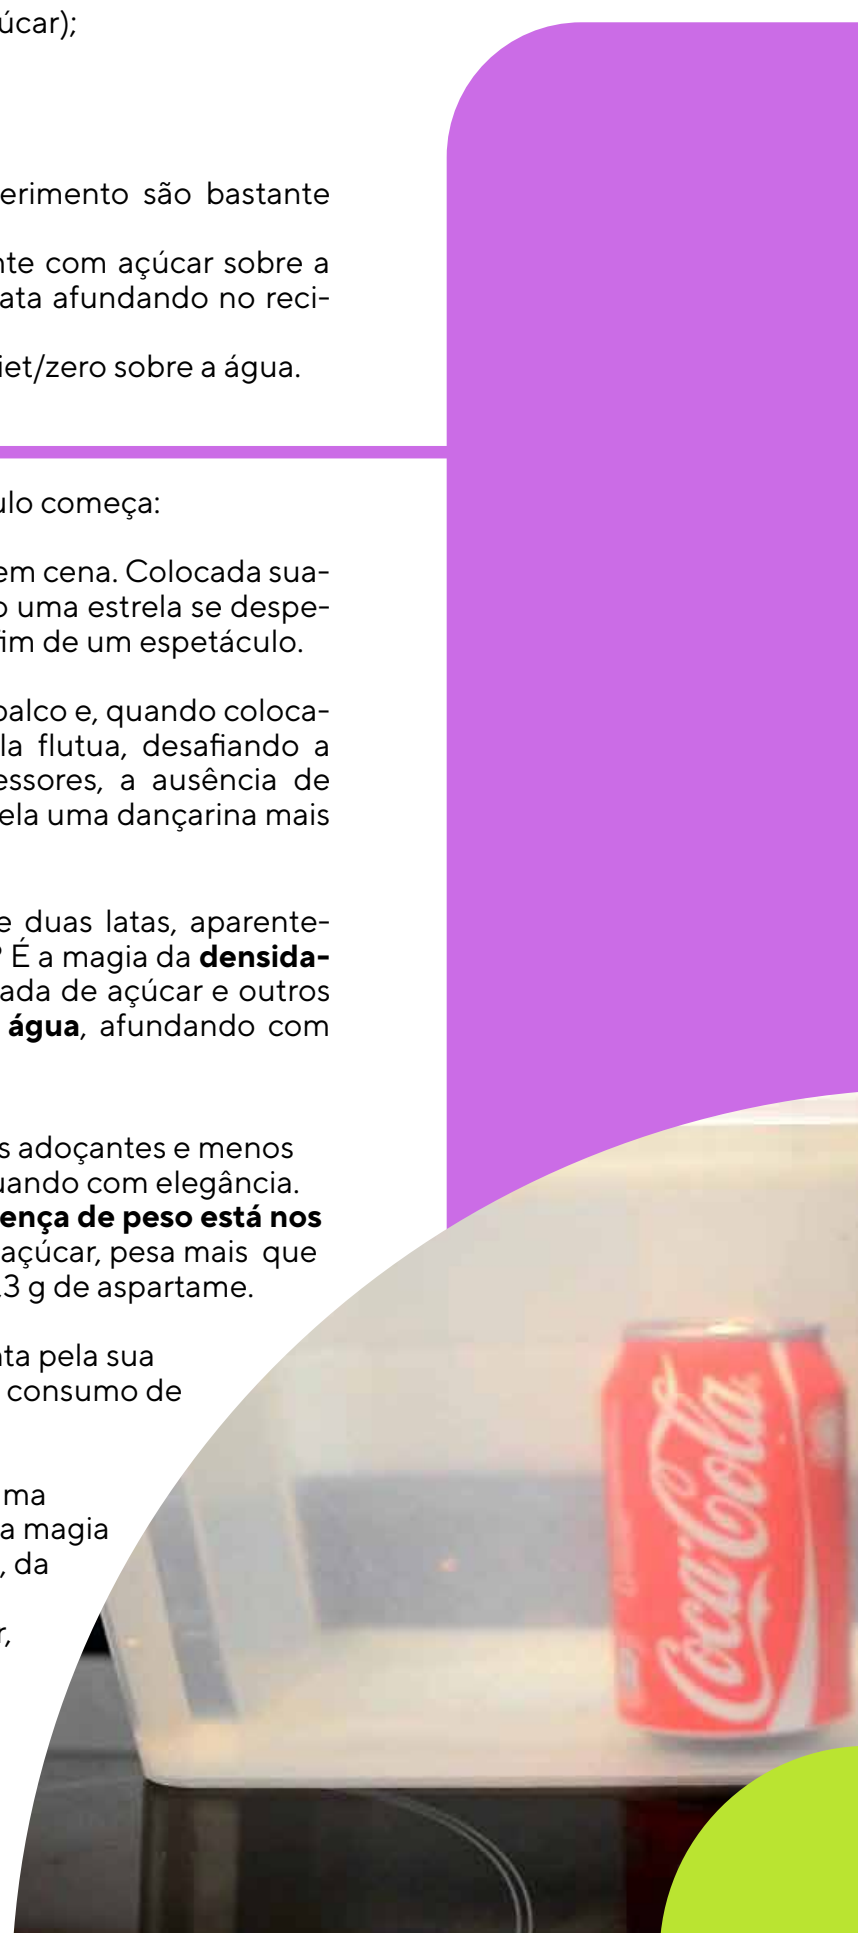 úcar);
erimento são bastante
nte com açúcar sobre a
ata afundando no reci-
iet/zero sobre a água.
ulo começa:
em cena. Colocada sua-
o uma estrela se despe-
fim de um espetáculo.
palco e, quando coloca-
la flutua, desafiando a
essores, a ausência de
ela uma dançarina mais
e duas latas, aparente-
? É a magia da densida-
ada de açúcar e outros
água, afundando com
s adoçantes e menos
uando com elegância.
ença de peso está nos
açúcar, pesa mais que
3 g de aspartame.
ta pela sua
consumo de
ma
a magia
, da
r,
Coca-Cola